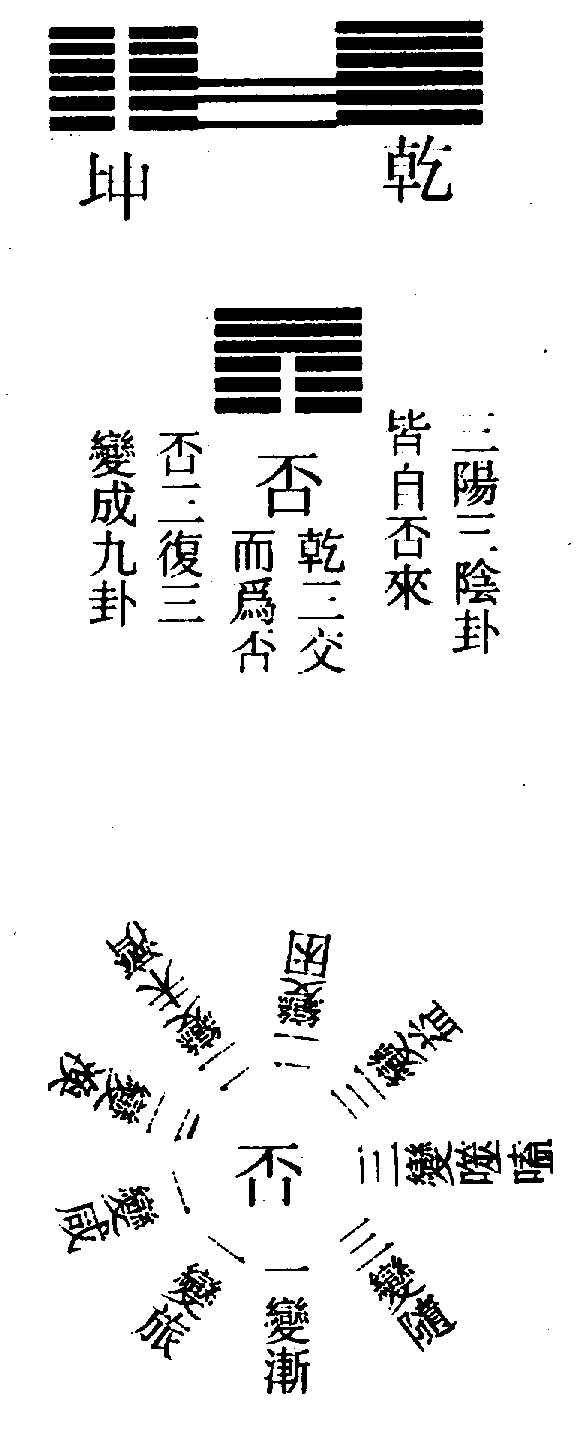 乾
坤
三陽三陰卦
皆自否來
否
乾三交
而爲否
否三復三
變成九卦
否
一變漸
一變旅
一變咸
二變渙
二變未濟
二變困
三變益
三變噬嗑
三變隨